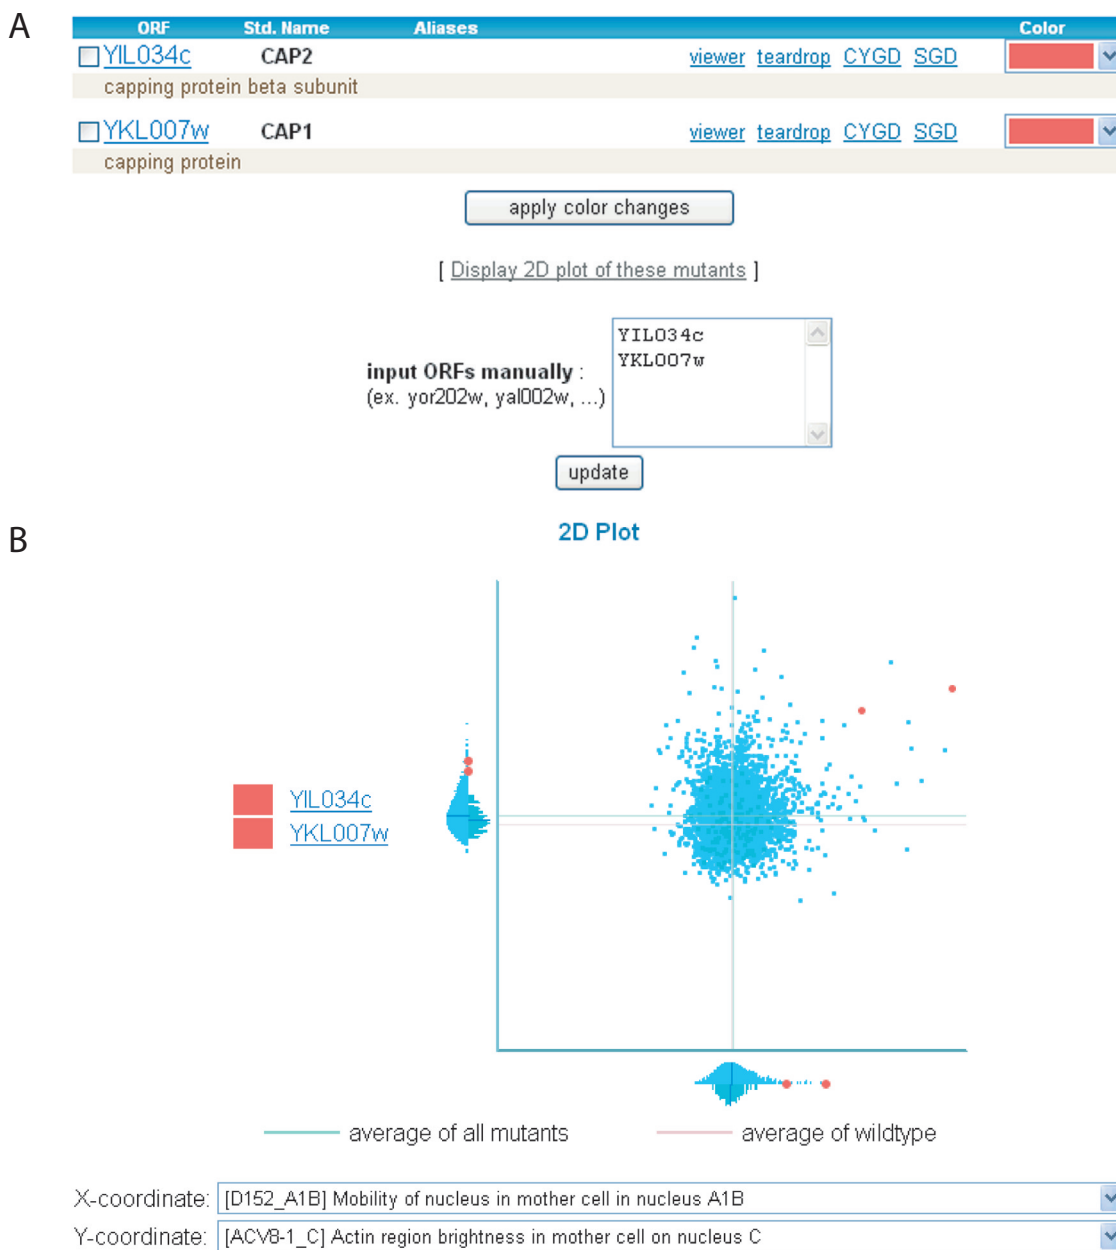 A
ORF Std. Name Aliases Color
YIL034c CAP2 viewer teardrop CYGD SGD
capping protein beta subunit
YKL007w CAP1 viewer teardrop CYGD SGD
capping protein
apply color changes
[ Display 2D plot of these mutants ]
input ORFs manually :
(ex. yor202w, yal002w, ...)
YIL034c
YKL007w
update
B
2D Plot
YIL034c
YKL007w
average of all mutants average of wildtype
X-coordinate: [D152_A1B] Mobility of nucleus in mother cell in nucleus A1B
Y-coordinate: [ACV8-1_C] Actin region brightness in mother cell on nucleus C